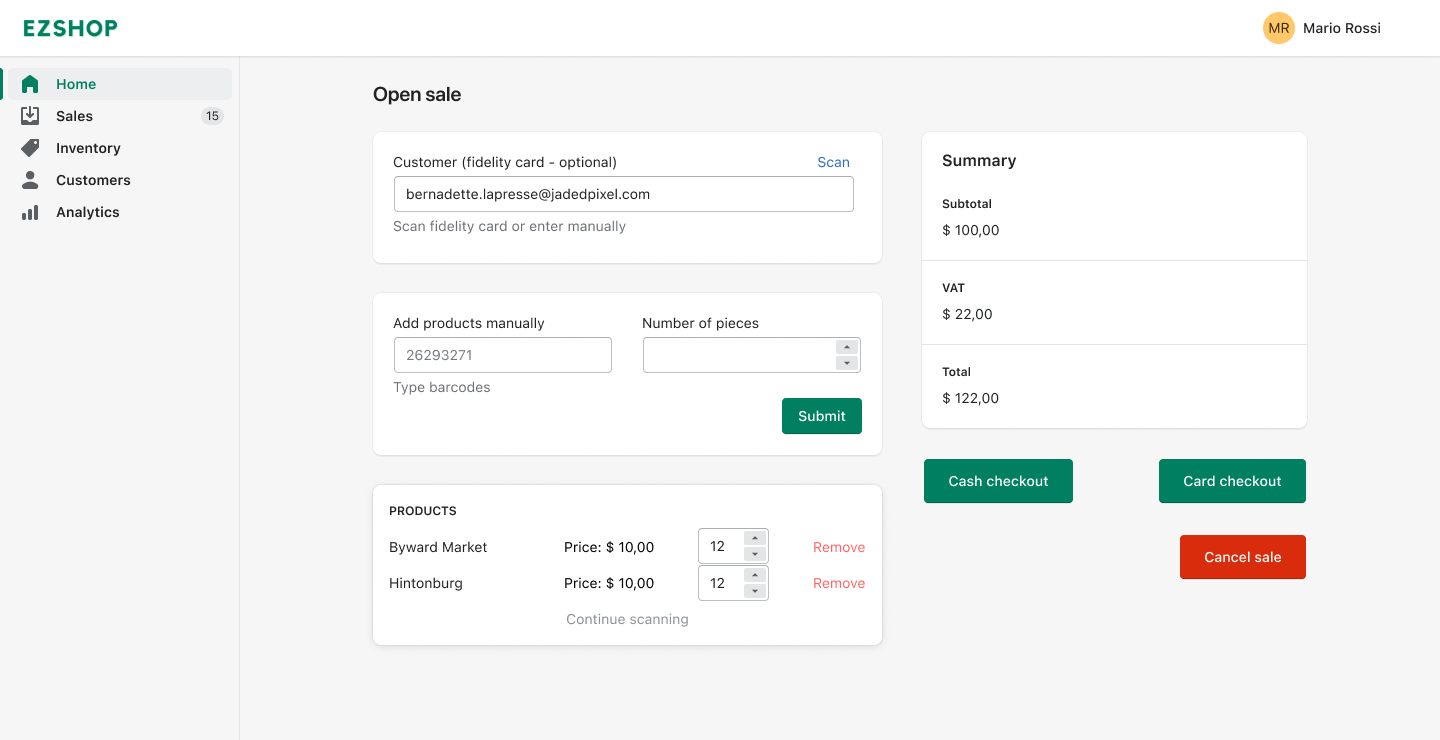 EZSHOP
MR Mario Rossi
Home
Sales 15
Inventory
Customers
Analytics
Open sale
Customer (fidelity card - optional) Scan
bernadette.lapresse@jadedpixel.com
Scan fidelity card or enter manually
Add products manually Number of pieces
26293271
Type barcodes
Submit
PRODUCTS
Byward Market Price: $ 10,00 12 Remove
Hintonburg Price: $ 10,00 12 Remove
Continue scanning
Summary
Subtotal
$ 100,00
VAT
$ 22,00
Total
$ 122,00
Cash checkout Card checkout
Cancel sale